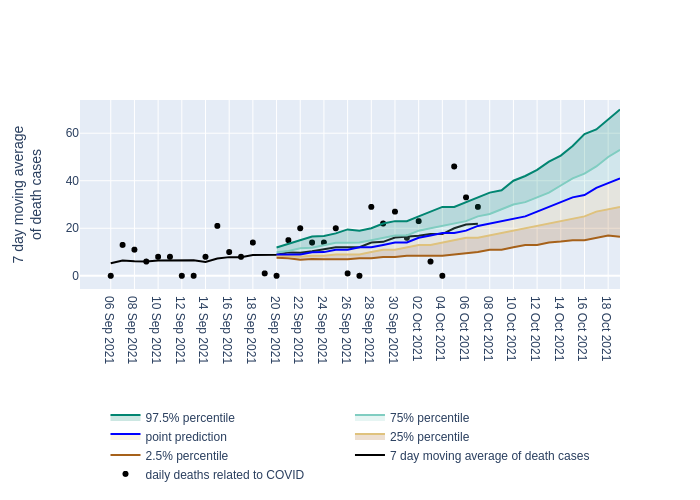 7 day moving average
of death cases
60
40
20
0
06 Sep 2021
08 Sep 2021
10 Sep 2021
12 Sep 2021
14 Sep 2021
16 Sep 2021
18 Sep 2021
20 Sep 2021
22 Sep 2021
24 Sep 2021
26 Sep 2021
28 Sep 2021
30 Sep 2021
02 Oct 2021
04 Oct 2021
06 Oct 2021
08 Oct 2021
10 Oct 2021
12 Oct 2021
14 Oct 2021
16 Oct 2021
18 Oct 2021
97.5% percentile
75% percentile
point prediction
25% percentile
2.5% percentile
7 day moving average of death cases
daily deaths related to COVID